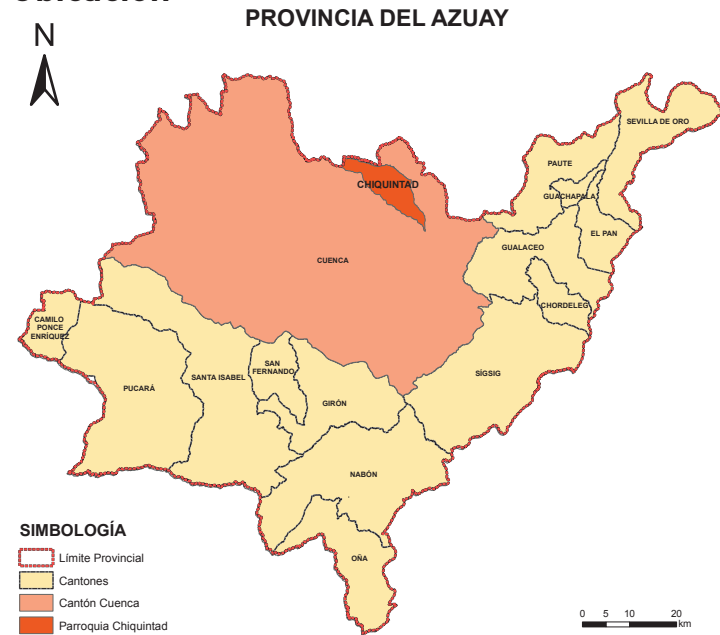 PROVINCIA DEL AZUAY
N
SEVILLA DE ORO
PAUTE
CHIQUINTAD
GUACHAPALA
EL PAN
GUALACEO
CUENCA
CHORDELEG
CAMILO
PONCE
ENRÍQUEZ
SAN
FERNANDO
SÍGSIG
PUCARÁ
SANTA ISABEL
GIRÓN
NABÓN
OÑA
SIMBOLOGÍA
Límite Provincial
Cantones
Cantón Cuenca
Parroquia Chiquintad
0 5 10 20
km